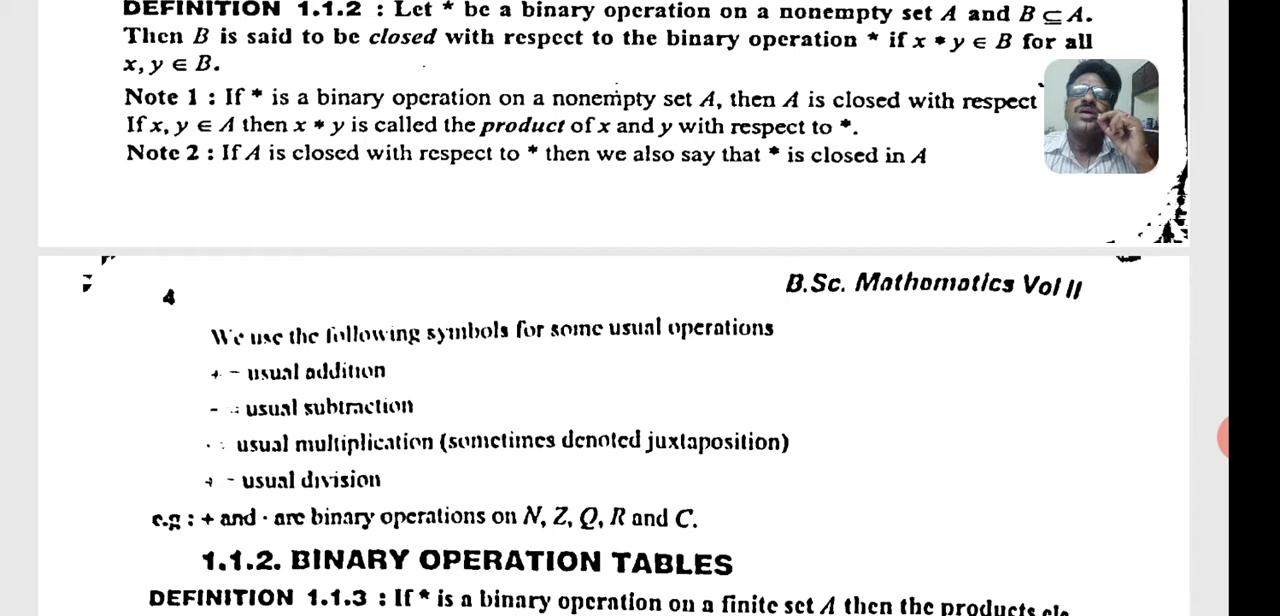 DEFINITION 1.1.2 : Let * be a binary operation on a nonempty set A and B ⊆ A.
Then B is said to be closed with respect to the binary operation * if x * y ∈ B for all
x, y ∈ B.
Note 1 : If * is a binary operation on a nonempty set A, then A is closed with respect
If x, y ∈ A then x * y is called the product of x and y with respect to *.
Note 2 : If A is closed with respect to * then we also say that * is closed in A
4
B.Sc. Mathematics Vol II
We use the following symbols for some usual operations
+ - usual addition
- : usual subtraction
· : usual multiplication (sometimes denoted juxtaposition)
- usual division
e.g : + and · are binary operations on N, Z, Q, R and C.
1.1.2. BINARY OPERATION TABLES
DEFINITION 1.1.3 : If * is a binary operation on a finite set A then the products